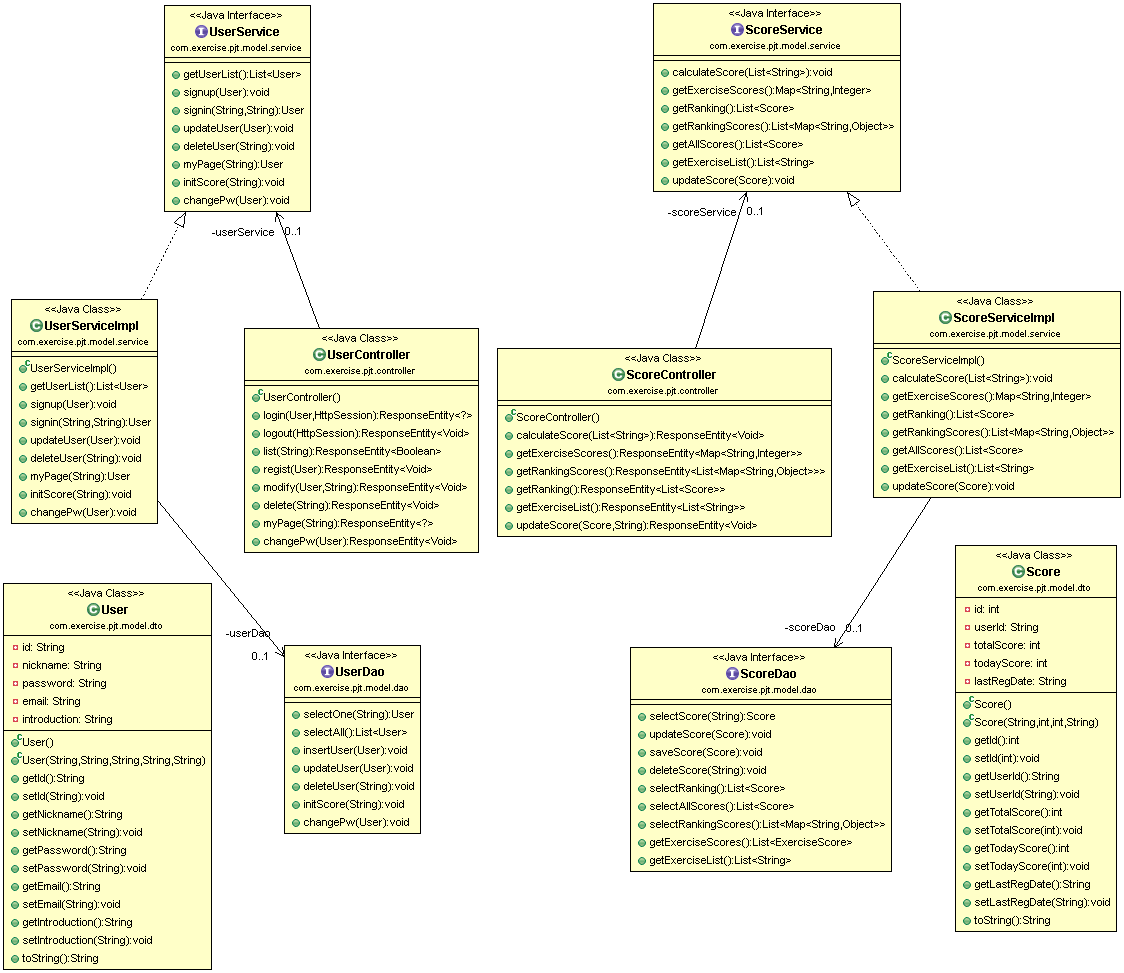 <<Java Interface>>
UserService
com.exercise.pjt.model.service
getUserList():List<User>
signup(User):void
signin(String,String):User
updateUser(User):void
deleteUser(String):void
myPage(String):User
initScore(String):void
changePw(User):void
<<Java Interface>>
ScoreService
com.exercise.pjt.model.service
calculateScore(List<String>):void
getExerciseScores():Map<String,Integer>
getRanking():List<Score>
getRankingScores():List<Map<String,Object>>
getAllScores():List<Score>
getExerciseList():List<String>
updateScore(Score):void
-userService 0..1
-scoreService 0..1
<<Java Class>>
UserServiceImpl
com.exercise.pjt.model.service
UserServiceImpl()
getUserList():List<User>
signup(User):void
signin(String,String):User
updateUser(User):void
deleteUser(String):void
myPage(String):User
initScore(String):void
changePw(User):void
<<Java Class>>
UserController
com.exercise.pjt.controller
UserController()
login(User,HttpSession):ResponseEntity<?>
logout(HttpSession):ResponseEntity<Void>
list(String):ResponseEntity<Boolean>
regist(User):ResponseEntity<Void>
modify(User,String):ResponseEntity<Void>
delete(String):ResponseEntity<Void>
myPage(String):ResponseEntity<?>
changePw(User):ResponseEntity<Void>
<<Java Class>>
ScoreController
com.exercise.pjt.controller
ScoreController()
calculateScore(List<String>):ResponseEntity<Void>
getExerciseScores():ResponseEntity<Map<String,Integer>>
getRankingScores():ResponseEntity<List<Map<String,Object>>>
getRanking():ResponseEntity<List<Score>>
getExerciseList():ResponseEntity<List<String>>
updateScore(Score,String):ResponseEntity<Void>
<<Java Class>>
ScoreServiceImpl
com.exercise.pjt.model.service
ScoreServiceImpl()
calculateScore(List<String>):void
getExerciseScores():Map<String,Integer>
getRanking():List<Score>
getRankingScores():List<Map<String,Object>>
getAllScores():List<Score>
getExerciseList():List<String>
updateScore(Score):void
<<Java Class>>
User
com.exercise.pjt.model.dto
id: String
nickname: String
password: String
email: String
introduction: String
User()
User(String,String,String,String,String)
getId():String
setId(String):void
getNickname():String
setNickname(String):void
getPassword():String
setPassword(String):void
getEmail():String
setEmail(String):void
getIntroduction():String
setIntroduction(String):void
toString():String
-userDao
0..1
<<Java Interface>>
UserDao
com.exercise.pjt.model.dao
selectOne(String):User
selectAll():List<User>
insertUser(User):void
updateUser(User):void
deleteUser(String):void
initScore(String):void
changePw(User):void
-scoreDao 0..1
<<Java Interface>>
ScoreDao
com.exercise.pjt.model.dao
selectScore(String):Score
updateScore(Score):void
saveScore(Score):void
deleteScore(String):void
selectRanking():List<Score>
selectAllScores():List<Score>
selectRankingScores():List<Map<String,Object>>
getExerciseScores():List<ExerciseScore>
getExerciseList():List<String>
<<Java Class>>
Score
com.exercise.pjt.model.dto
id: int
userId: String
totalScore: int
todayScore: int
lastRegDate: String
Score()
Score(String,int,int,String)
getId():int
setId(int):void
getUserId():String
setUserId(String):void
getTotalScore():int
setTotalScore(int):void
getTodayScore():int
setTodayScore(int):void
getLastRegDate():String
setLastRegDate(String):void
toString():String